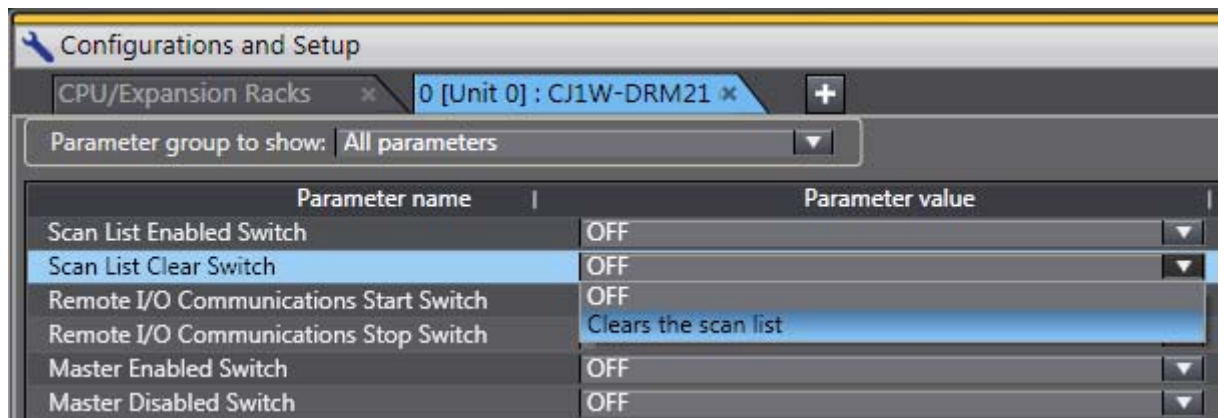 Configurations and Setup
CPU/Expansion Racks × 0 [Unit 0] : CJ1W-DRM21 × +
Parameter group to show: All parameters
Parameter name Parameter value
Scan List Enabled Switch OFF
Scan List Clear Switch OFF
Remote I/O Communications Start Switch OFF
Remote I/O Communications Stop Switch Clears the scan list
Master Enabled Switch OFF
Master Disabled Switch OFF